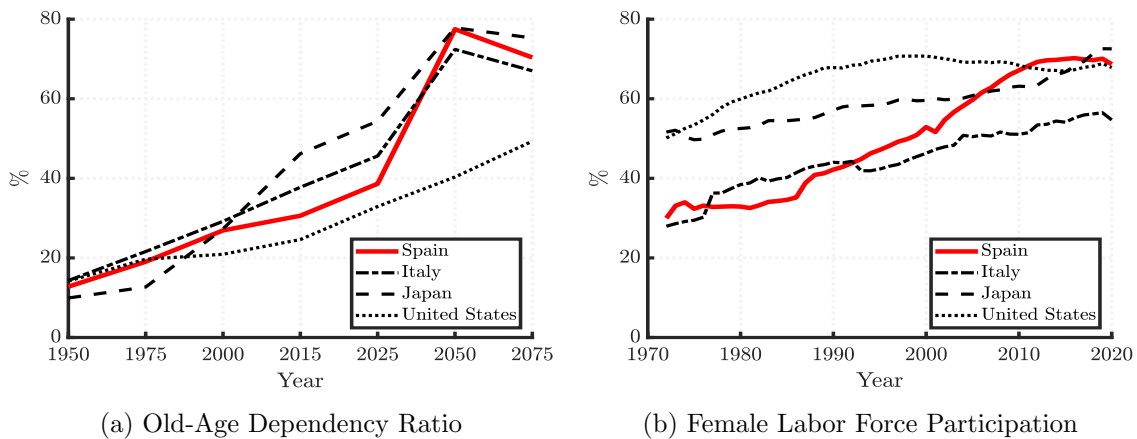 80
60
40
20
0
%
1950 1975 2000 2015 2025 2050 2075
Year
Spain
Italy
Japan
United States
(a) Old-Age Dependency Ratio
80
60
40
20
0
%
1970 1980 1990 2000 2010 2020
Year
Spain
Italy
Japan
United States
(b) Female Labor Force Participation